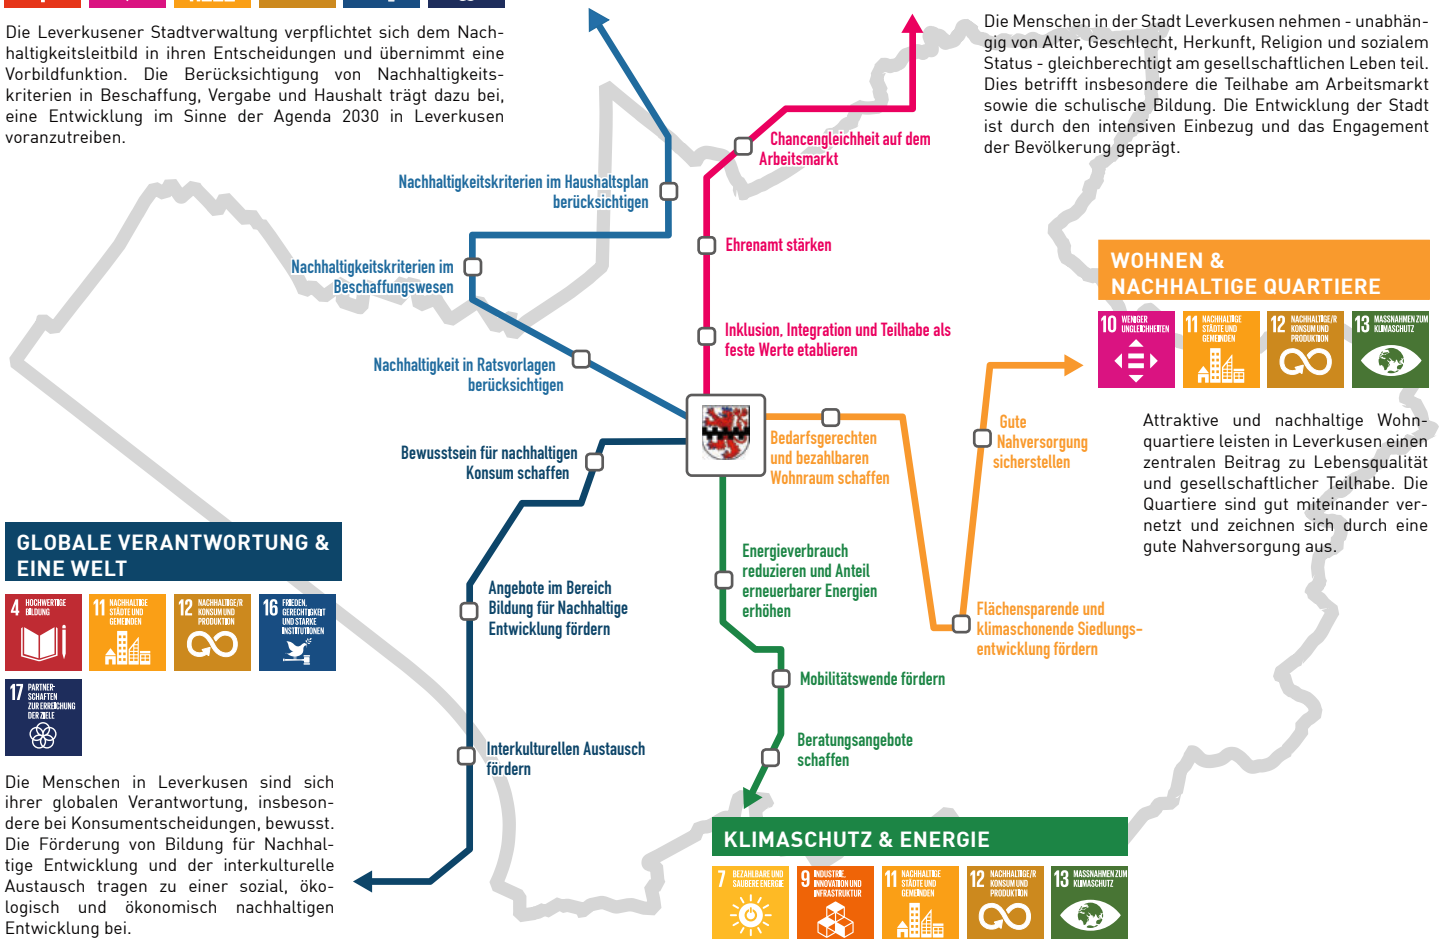 Die Leverkusener Stadtverwaltung verpflichtet sich dem Nach-
haltigkeitsleitbild in ihren Entscheidungen und übernimmt eine
Vorbildfunktion. Die Berücksichtigung von Nachhaltigkeits-
kriterien in Beschaffung, Vergabe und Haushalt trägt dazu bei,
eine Entwicklung im Sinne der Agenda 2030 in Leverkusen
voranzutreiben.
Die Menschen in der Stadt Leverkusen nehmen - unabhän-
gig von Alter, Geschlecht, Herkunft, Religion und sozialem
Status - gleichberechtigt am gesellschaftlichen Leben teil.
Dies betrifft insbesondere die Teilhabe am Arbeitsmarkt
sowie die schulische Bildung. Die Entwicklung der Stadt
ist durch den intensiven Einbezug und das Engagement
der Bevölkerung geprägt.
Chancengleichheit auf dem
Arbeitsmarkt
Nachhaltigkeitskriterien im Haushaltsplan
berücksichtigen
Ehrenamt stärken
Nachhaltigkeitskriterien im
Beschaffungswesen
Inklusion, Integration und Teilhabe als
feste Werte etablieren
Nachhaltigkeit in Ratsvorlagen
berücksichtigen
WOHNEN &
NACHHALTIGE QUARTIERE
10 WENIGER
UNGLEICHHEITEN
11 NACHHALTIGE
STÄDTE UND
GEMEINDEN
12 NACHHALTIGE/R
KONSUM UND
PRODUKTION
13 MASSNAHMEN ZUM
KLIMASCHUTZ
Attraktive und nachhaltige Wohn-
quartiere leisten in Leverkusen einen
zentralen Beitrag zu Lebensqualität
und gesellschaftlicher Teilhabe. Die
Quartiere sind gut miteinander ver-
netzt und zeichnen sich durch eine
gute Nahversorgung aus.
Bedarfsgerechten
und bezahlbaren
Wohnraum schaffen
Gute
Nahversorgung
sicherstellen
Flächensparende und
klimaschonende Siedlungs-
entwicklung fördern
Bewusstsein für nachhaltigen
Konsum schaffen
Angebote im Bereich
Bildung für Nachhaltige
Entwicklung fördern
Interkulturellen Austausch
fördern
GLOBALE VERANTWORTUNG &
EINE WELT
4 HOCHWERTIGE
BILDUNG
11 NACHHALTIGE
STÄDTE UND
GEMEINDEN
12 NACHHALTIGE/R
KONSUM UND
PRODUKTION
16 FRIEDEN,
GERECHTIGKEIT
UND STARKE
INSTITUTIONEN
17 PARTNER-
SCHAFTEN
ZUR ERREICHUNG
DER ZIELE
Die Menschen in Leverkusen sind sich
ihrer globalen Verantwortung, insbeson-
dere bei Konsumentscheidungen, bewusst.
Die Förderung von Bildung für Nachhal-
tige Entwicklung und der interkulturelle
Austausch tragen zu einer sozial, öko-
logisch und ökonomisch nachhaltigen
Entwicklung bei.
Energieverbrauch
reduzieren und Anteil
erneuerbarer Energien
erhöhen
Mobilitätswende fördern
Beratungsangebote
schaffen
KLIMASCHUTZ & ENERGIE
7 BEZAHLBARE UND
SAUBERE ENERGIE
9 INDUSTRIE,
INNOVATION UND
INFRASTRUKTUR
11 NACHHALTIGE
STÄDTE UND
GEMEINDEN
12 NACHHALTIGE/R
KONSUM UND
PRODUKTION
13 MASSNAHMEN ZUM
KLIMASCHUTZ